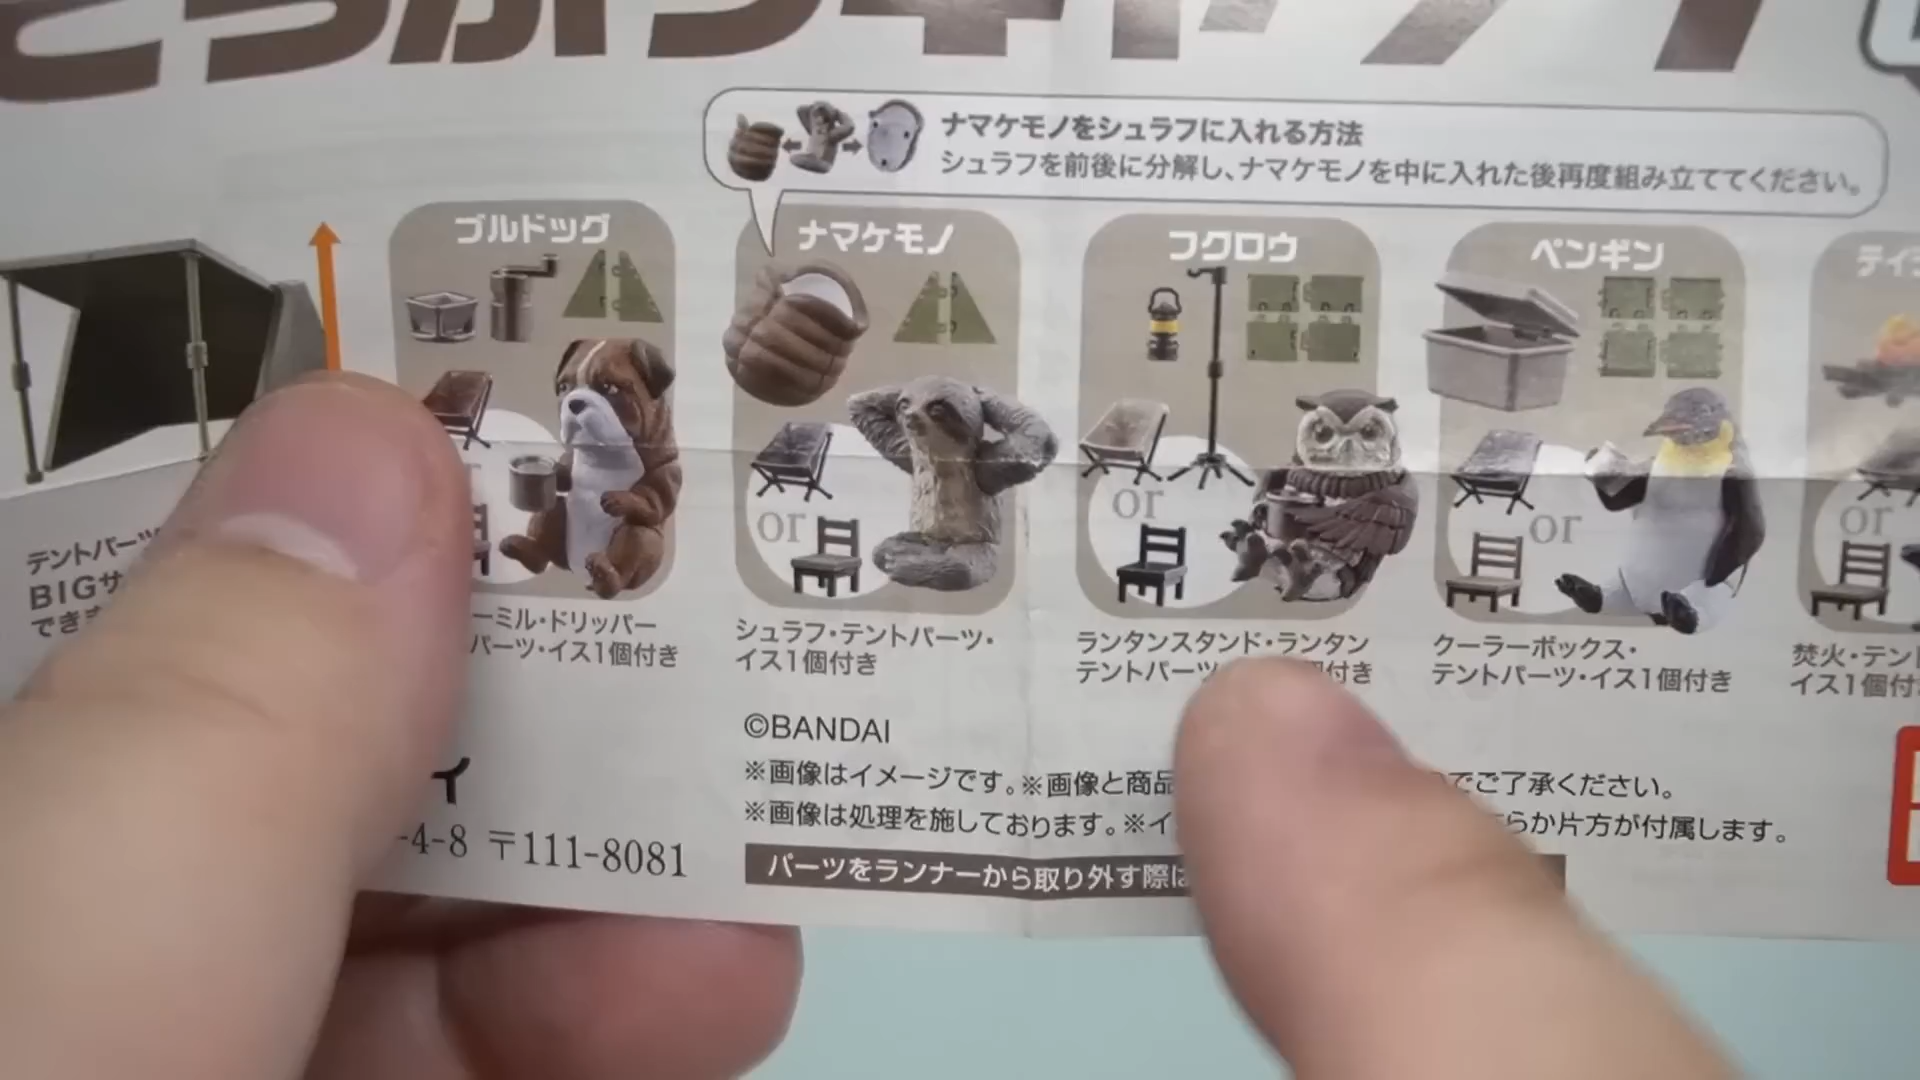 ナマケモノをシュラフに入れる方法
シュラフを前後に分解し、ナマケモノを中に入れた後再度組み立ててください。
ブルドッグ
ナマケモノ
フクロウ
ペンギン
or
or
or
or
テントパーツ
BIGサ
でき
ーミル・ドリッパー
パーツ・イス1個付き
シュラフ・テントパーツ・
イス1個付き
ランタンスタンド・ランタン
テントパーツ
個付き
クーラーボックス・
テントパーツ・イス1個付き
焚火・テン
イス1個付
©BANDAI
※画像はイメージです。※画像と商品
でご了承ください。
※画像は処理を施しております。※イ
らか片方が付属します。
イ
-4-8 〒111-8081
パーツをランナーから取り外す際は